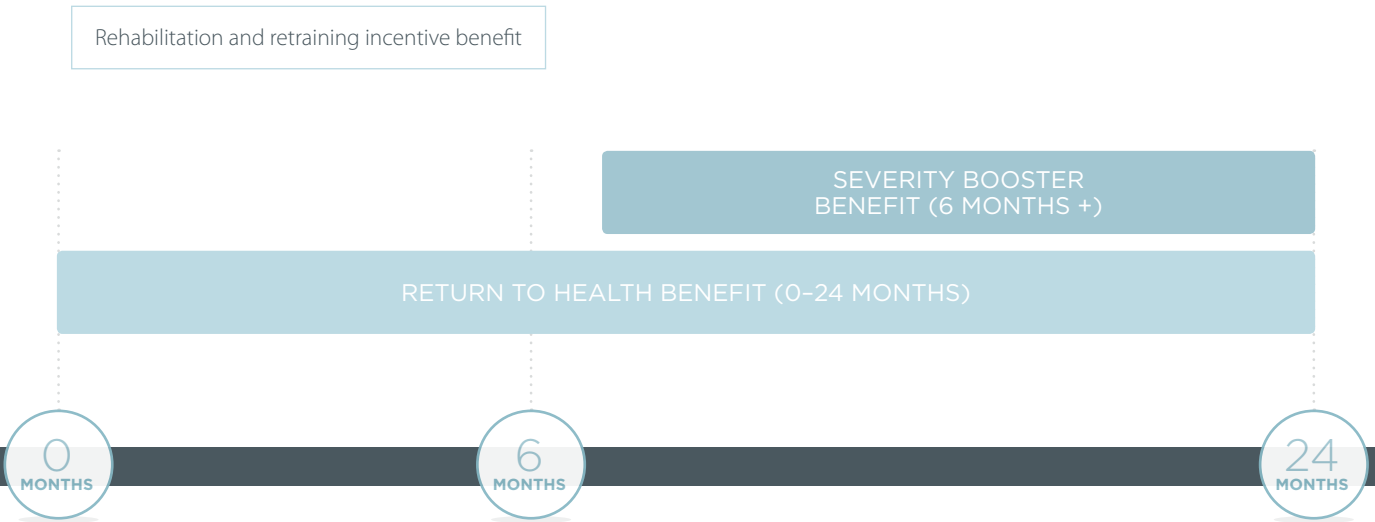 Rehabilitation and retraining incentive benefit
SEVERITY BOOSTER
BENEFIT (6 MONTHS +)
RETURN TO HEALTH BENEFIT (0–24 MONTHS)
0
MONTHS
6
MONTHS
24
MONTHS